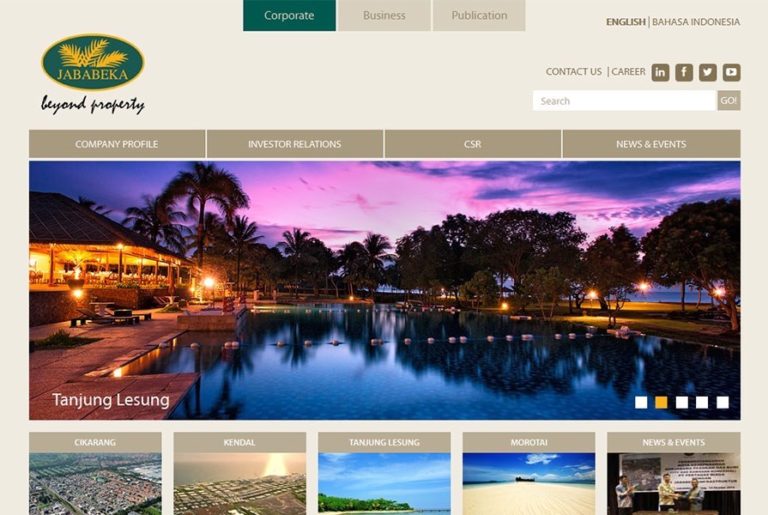 Corporate
Business
Publication
ENGLISH | BAHASA INDONESIA
JABABEKA
beyond property
CONTACT US | CAREER
Search
GO!
COMPANY PROFILE
INVESTOR RELATIONS
CSR
NEWS & EVENTS
Tanjung Lesung
CIKARANG
KENDAL
TANJUNG LESUNG
MOROTAI
NEWS & EVENTS